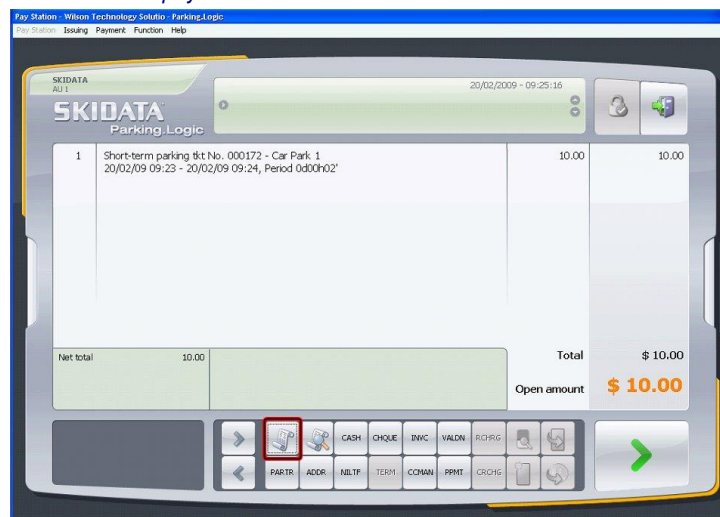 Pay Station - Wilson Technology Solutio - Parking.Logic
Pay Station Issuing Payment Function Help
SKIDATA
AU 1
20/02/2009 - 09:25:16
SKIDATA
Parking.Logic
1 Short-term parking tkt No. 000172 - Car Park 1 10.00 10.00
20/02/09 09:23 - 20/02/09 09:24, Period 0d00h02'
Net total 10.00 Total $ 10.00
Open amount $ 10.00
CASH CHQUE INVC VALDN RCHRG
PARTR ADDR NILTF TERM CCMAN PPMT CRCHG